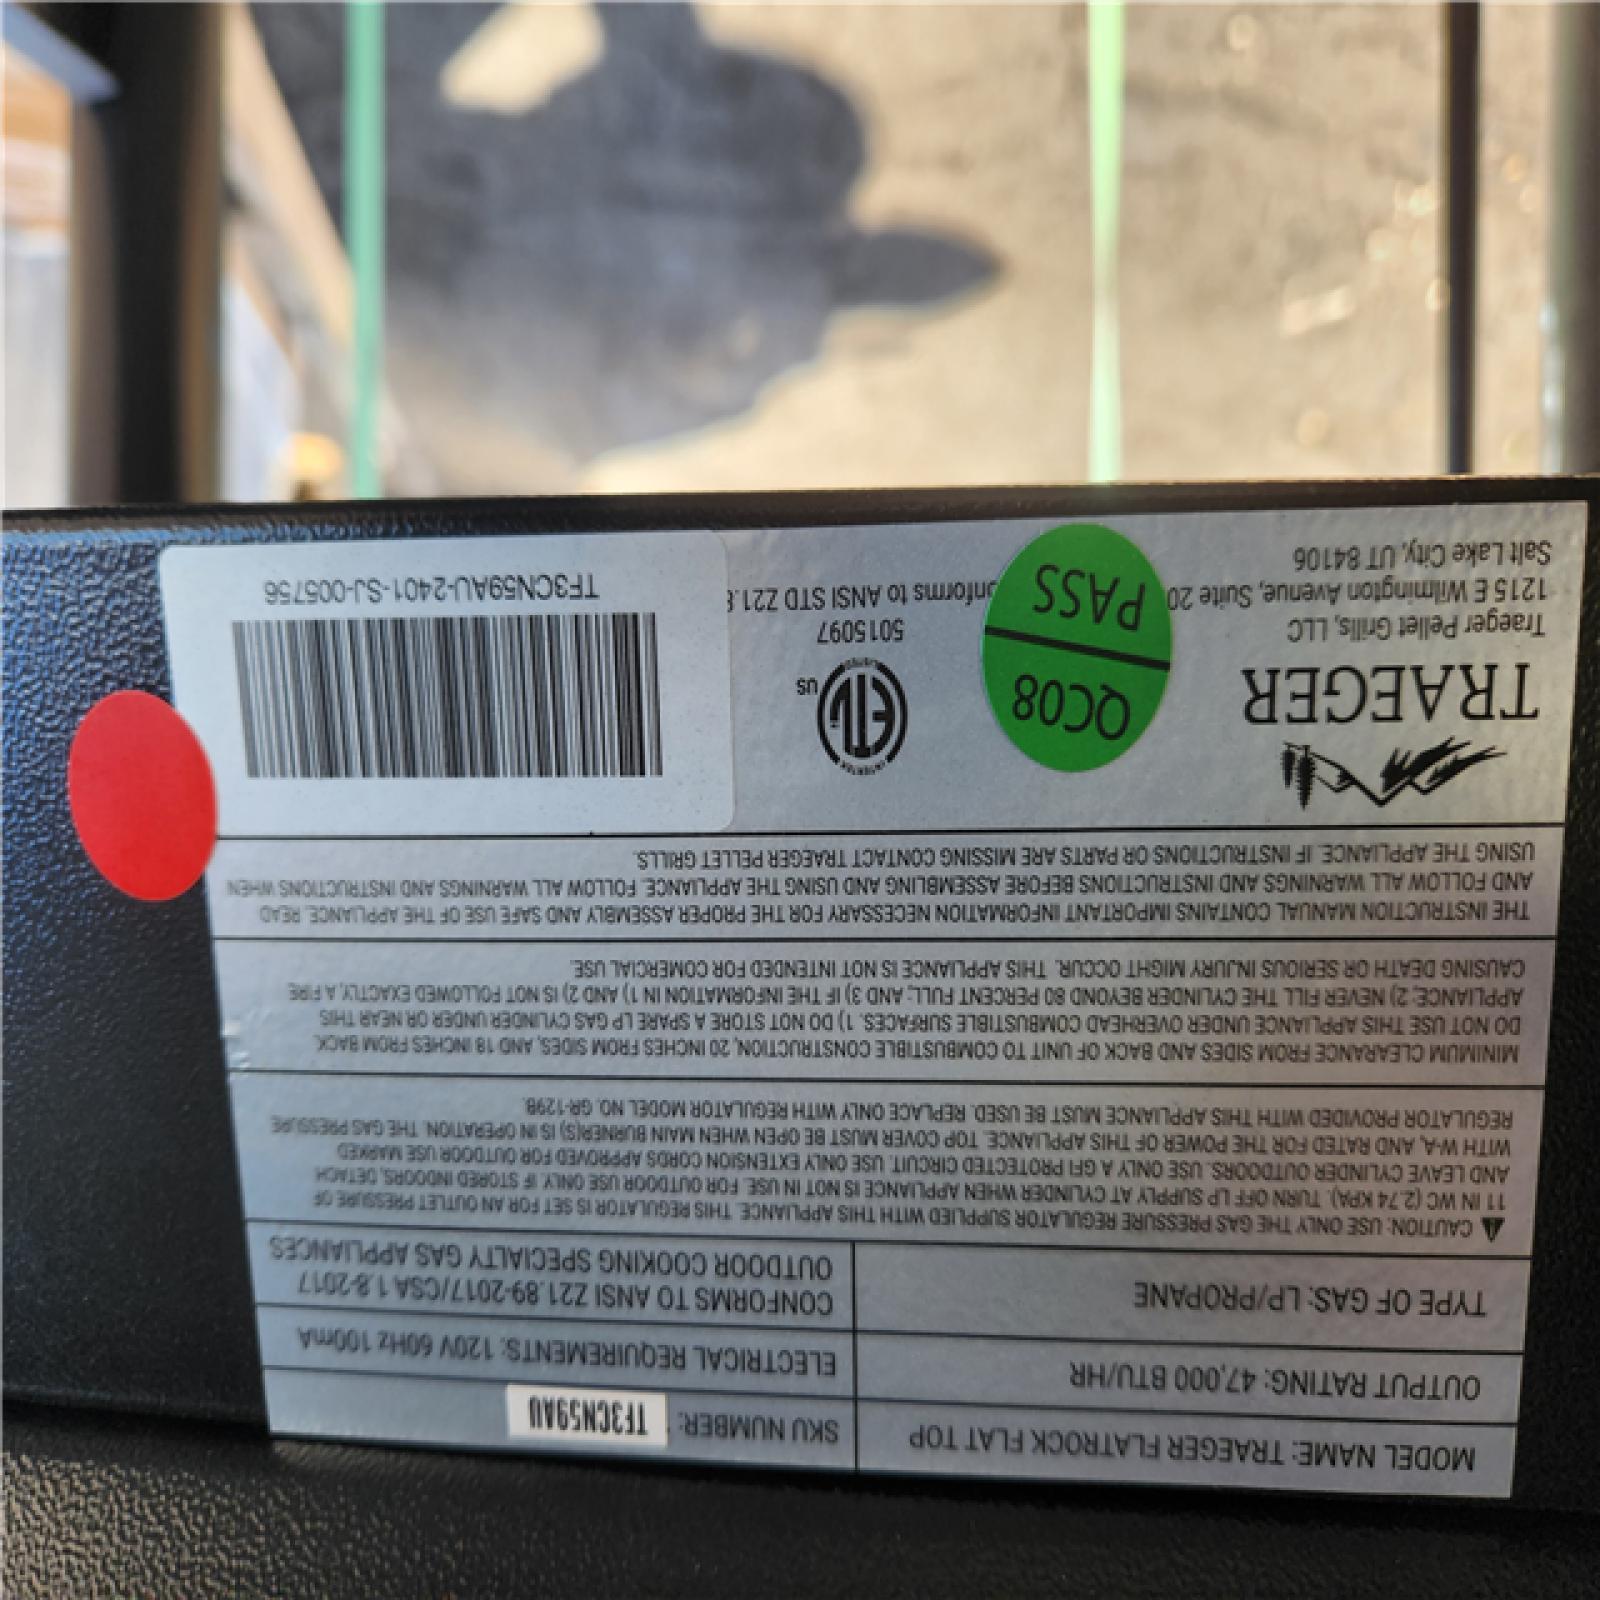 MODEL NAME: TRAEGER FLATROCK FLAT TOP
SKU NUMBER: TF3CN59AU
OUTPUT RATING: 47,000 BTU/HR
ELECTRICAL REQUIREMENTS: 120V 60Hz 100mA
TYPE OF GAS: LP/PROPANE
CONFORMS TO ANSI Z21.89-2017/CSA 1.8-2017
OUTDOOR COOKING SPECIALTY GAS APPLIANCES
CAUTION: USE ONLY THE GAS PRESSURE REGULATOR SUPPLIED WITH THIS APPLIANCE. THIS REGULATOR IS SET FOR AN OUTLET PRESSURE OF
11 IN WC (2.74 KPA). TURN OFF LP SUPPLY AT CYLINDER WHEN APPLIANCE IS NOT IN USE. FOR OUTDOOR USE ONLY. IF STORED INDOORS, DETACH
AND LEAVE CYLINDER OUTDOORS. USE ONLY A GFI PROTECTED CIRCUIT. USE ONLY EXTENSION CORDS APPROVED FOR OUTDOOR USE MARKED
WITH W-A, AND RATED FOR THE POWER OF THIS APPLIANCE. TOP COVER MUST BE OPEN WHEN MAIN BURNER(S) IS IN OPERATION. THE GAS PRESSURE
REGULATOR PROVIDED WITH THIS APPLIANCE MUST BE USED. REPLACE ONLY WITH REGULATOR MODEL NO. GR-129B.
MINIMUM CLEARANCE FROM SIDES AND BACK OF UNIT TO COMBUSTIBLE CONSTRUCTION, 20 INCHES FROM SIDES, AND 18 INCHES FROM BACK.
DO NOT USE THIS APPLIANCE UNDER OVERHEAD COMBUSTIBLE SURFACES. 1) DO NOT STORE A SPARE LP GAS CYLINDER UNDER OR NEAR THIS
APPLIANCE; 2) NEVER FILL THE CYLINDER BEYOND 80 PERCENT FULL; AND 3) IF THE INFORMATION IN 1) AND 2) IS NOT FOLLOWED EXACTLY, A FIRE
CAUSING DEATH OR SERIOUS INJURY MIGHT OCCUR. THIS APPLIANCE IS NOT INTENDED FOR COMERCIAL USE.
THE INSTRUCTION MANUAL CONTAINS IMPORTANT INFORMATION NECESSARY FOR THE PROPER ASSEMBLY AND SAFE USE OF THE APPLIANCE. READ
AND FOLLOW ALL WARNINGS AND INSTRUCTIONS BEFORE ASSEMBLING AND USING THE APPLIANCE. FOLLOW ALL WARNINGS AND INSTRUCTIONS WHEN
USING THE APPLIANCE. IF INSTRUCTIONS OR PARTS ARE MISSING CONTACT TRAEGER PELLET GRILLS.
TRAEGER
Traeger Pellet Grills, LLC
1215 E Wilmington Avenue, Suite 20
Salt Lake City, UT 84106
QC08
PASS
INTERTEK
ETL
LISTED
US
5015097
onforms to ANSI STD Z21.8
TF3CN59AU-2401-SJ-005756